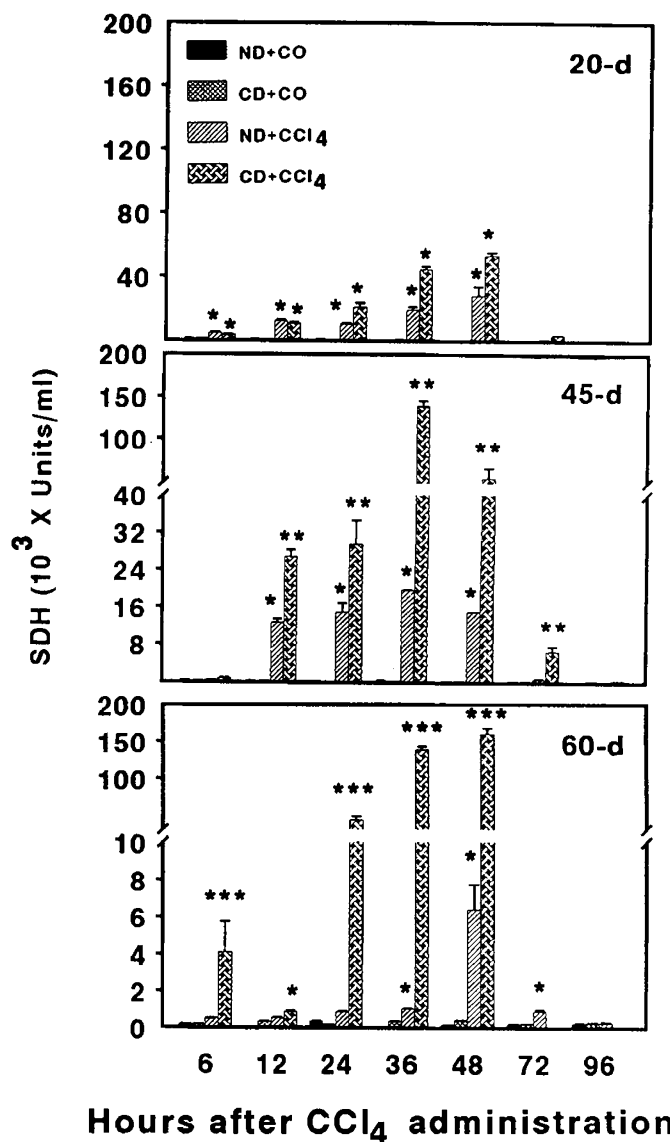 200
160
120
80
40
ND+CO
CD+CO
ND+CCl4
CD+CCl4
20-d
* * * * * * * * * *
SDH (10³ X Units/ml)
200
150
100
40
32
24
16
8
45-d
* ** * ** * ** * ** **
200
150
100
10
8
6
4
2
0
60-d
*** * *** * *** * *** *
6 12 24 36 48 72 96
Hours after CCl4 administration